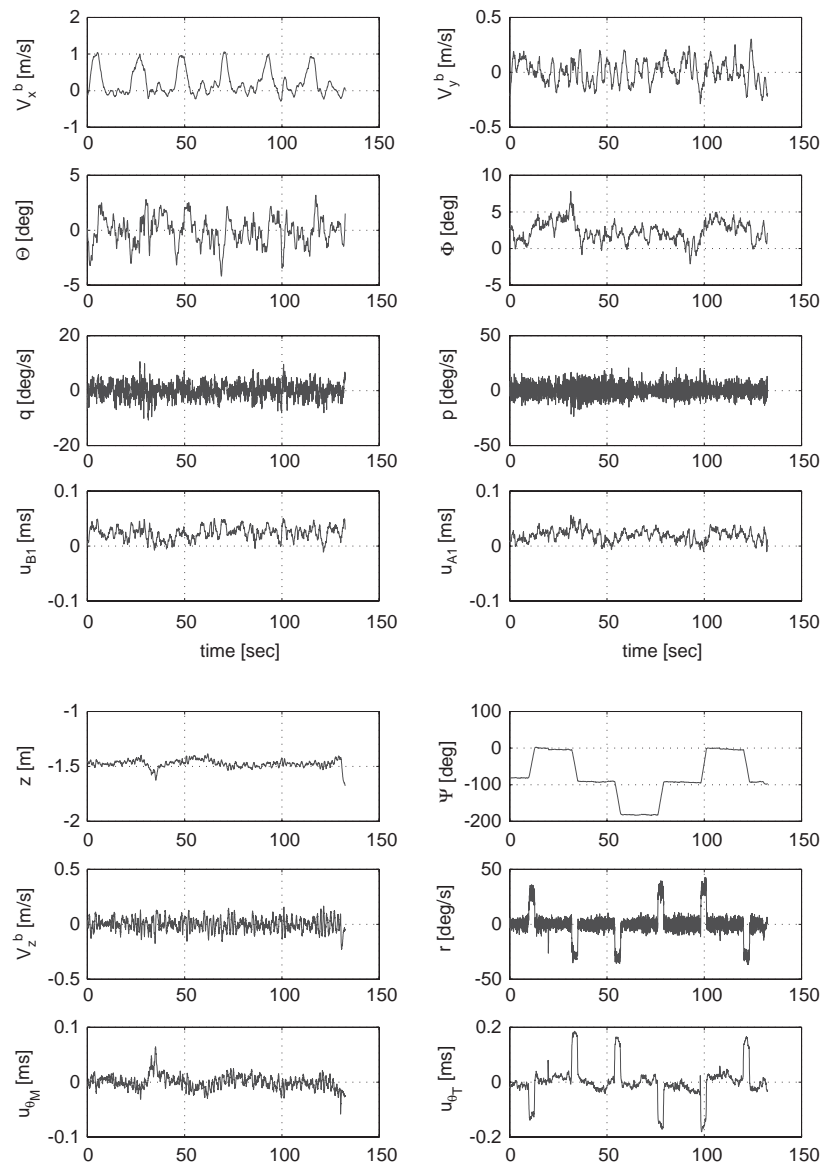 2
1
0
-1
V_x^b [m/s]
0 50 100 150
0.5
0
-0.5
V_y^b [m/s]
0 50 100 150
5
0
-5
Θ [deg]
0 50 100 150
10
5
0
5
Φ [deg]
0 50 100 150
20
0
-20
q [deg/s]
0 50 100 150
50
0
-50
p [deg/s]
0 50 100 150
0.1
0
-0.1
u_B1 [ms]
0 50 100 150
time [sec]
0.1
0
-0.1
u_A1 [ms]
0 50 100 150
time [sec]
-1
-1.5
-2
z [m]
0 50 100 150
100
0
-100
-200
Ψ [deg]
0 50 100 150
0.5
0
-0.5
V_z^b [m/s]
0 50 100 150
50
0
-50
r [deg/s]
0 50 100 150
0.1
0
-0.1
u_θ_M [ms]
0 50 100 150
0.2
0
-0.2
u_θ_T [ms]
0 50 100 150